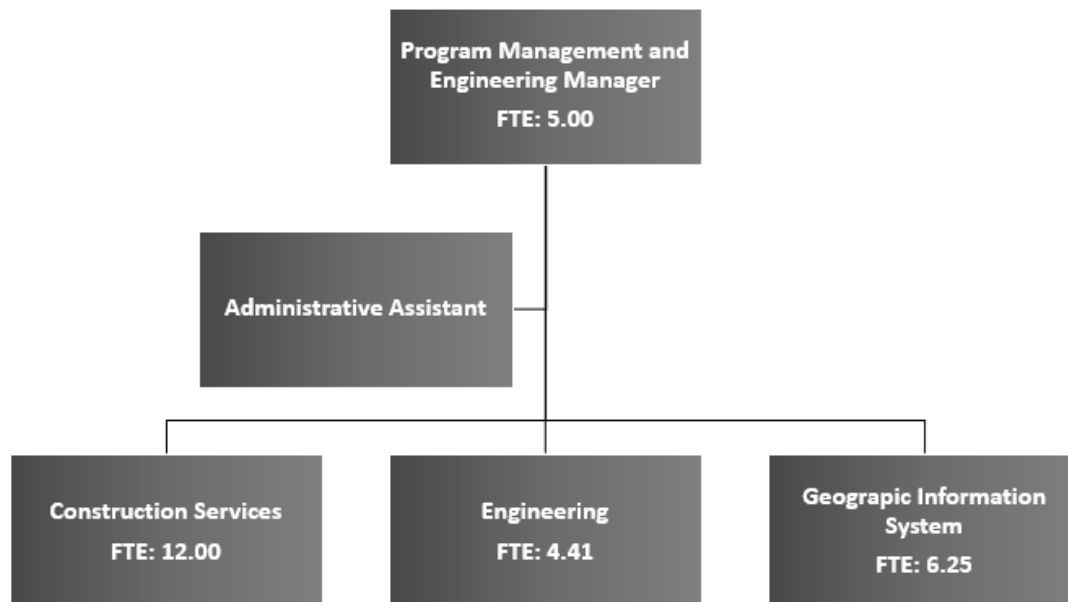 Program Management and
Engineering Manager
FTE: 5.00
Administrative Assistant
Construction Services
FTE: 12.00
Engineering
FTE: 4.41
Geograpic Information
System
FTE: 6.25